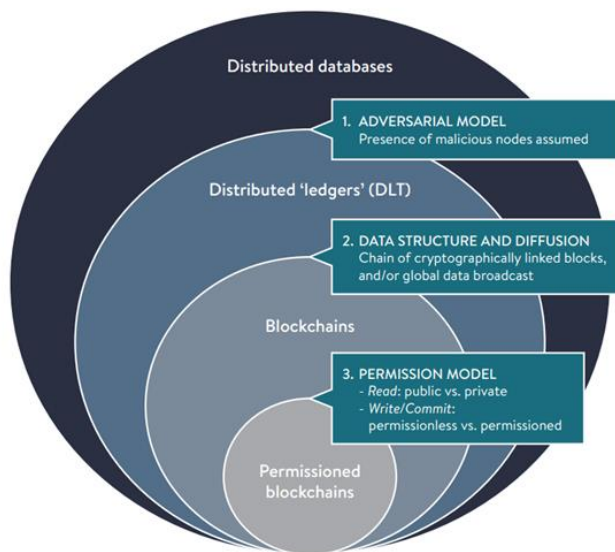 Distributed databases
1. ADVERSARIAL MODEL
Presence of malicious nodes assumed
Distributed ‘ledgers’ (DLT)
2. DATA STRUCTURE AND DIFFUSION
Chain of cryptographically linked blocks,
and/or global data broadcast
Blockchains
3. PERMISSION MODEL
- Read: public vs. private
- Write/Commit:
permissionless vs. permissioned
Permissioned
blockchains